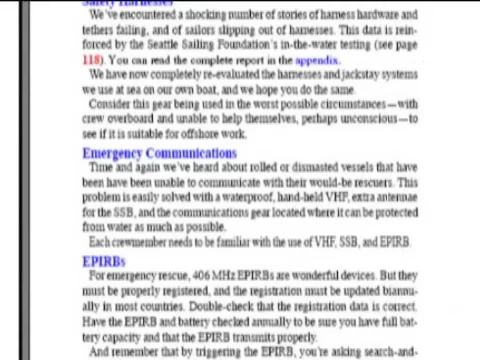 Safety Harnesses
We've encountered a shocking number of stories of harness hardware and
tethers failing, and of sailors slipping out of harnesses. This data is rein-
forced by the Seattle Sailing Foundation's in-the-water testing (see page
118). You can read the complete report in the appendix.
We have now completely re-evaluated the harnesses and jackstay systems
we use at sea on our own boat, and we hope you do the same.
Consider this gear being used in the worst possible circumstances—with
crew overboard and unable to help themselves, perhaps unconscious—to
see if it is suitable for offshore work.
Emergency Communications
Time and again we've heard about rolled or dismasted vessels that have
been have been unable to communicate with their would-be rescuers. This
problem is easily solved with a waterproof, hand-held VHF, extra antennae
for the SSB, and the communications gear located where it can be protected
from water as much as possible.
Each crewmember needs to be familiar with the use of VHF, SSB, and EPIRB.
EPIRBs
For emergency rescue, 406 MHz EPIRBs are wonderful devices. But they
must be properly registered, and the registration must be updated biannu-
ally in most countries. Double-check that the registration data is correct.
Have the EPIRB and battery checked annually to be sure you have full bat-
tery capacity and that the EPIRB transmits properly.
And remember that by triggering the EPIRB, you're asking search-and-